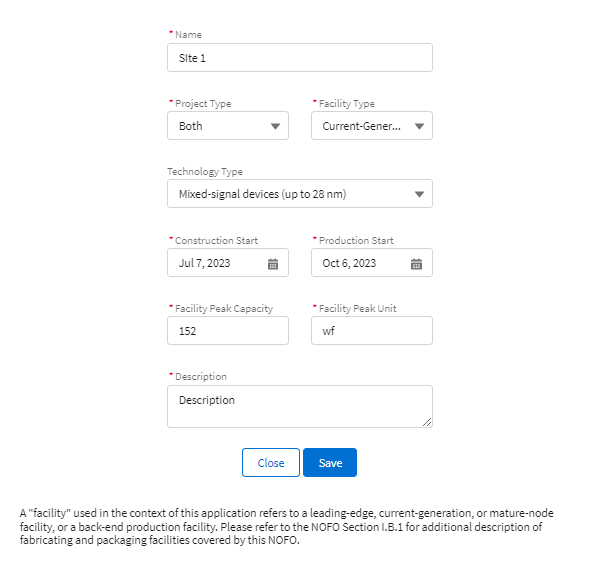 * Name
SIte 1
* Project Type
* Facility Type
Both
Current-Gener...
Technology Type
Mixed-signal devices (up to 28 nm)
* Construction Start
* Production Start
Jul 7, 2023
Oct 6, 2023
* Facility Peak Capacity
* Facility Peak Unit
152
wf
* Description
Description
Close
Save
A "facility" used in the context of this application refers to a leading-edge, current-generation, or mature-node
facility, or a back-end production facility. Please refer to the NOFO Section I.B.1 for additional description of
fabricating and packaging facilities covered by this NOFO.